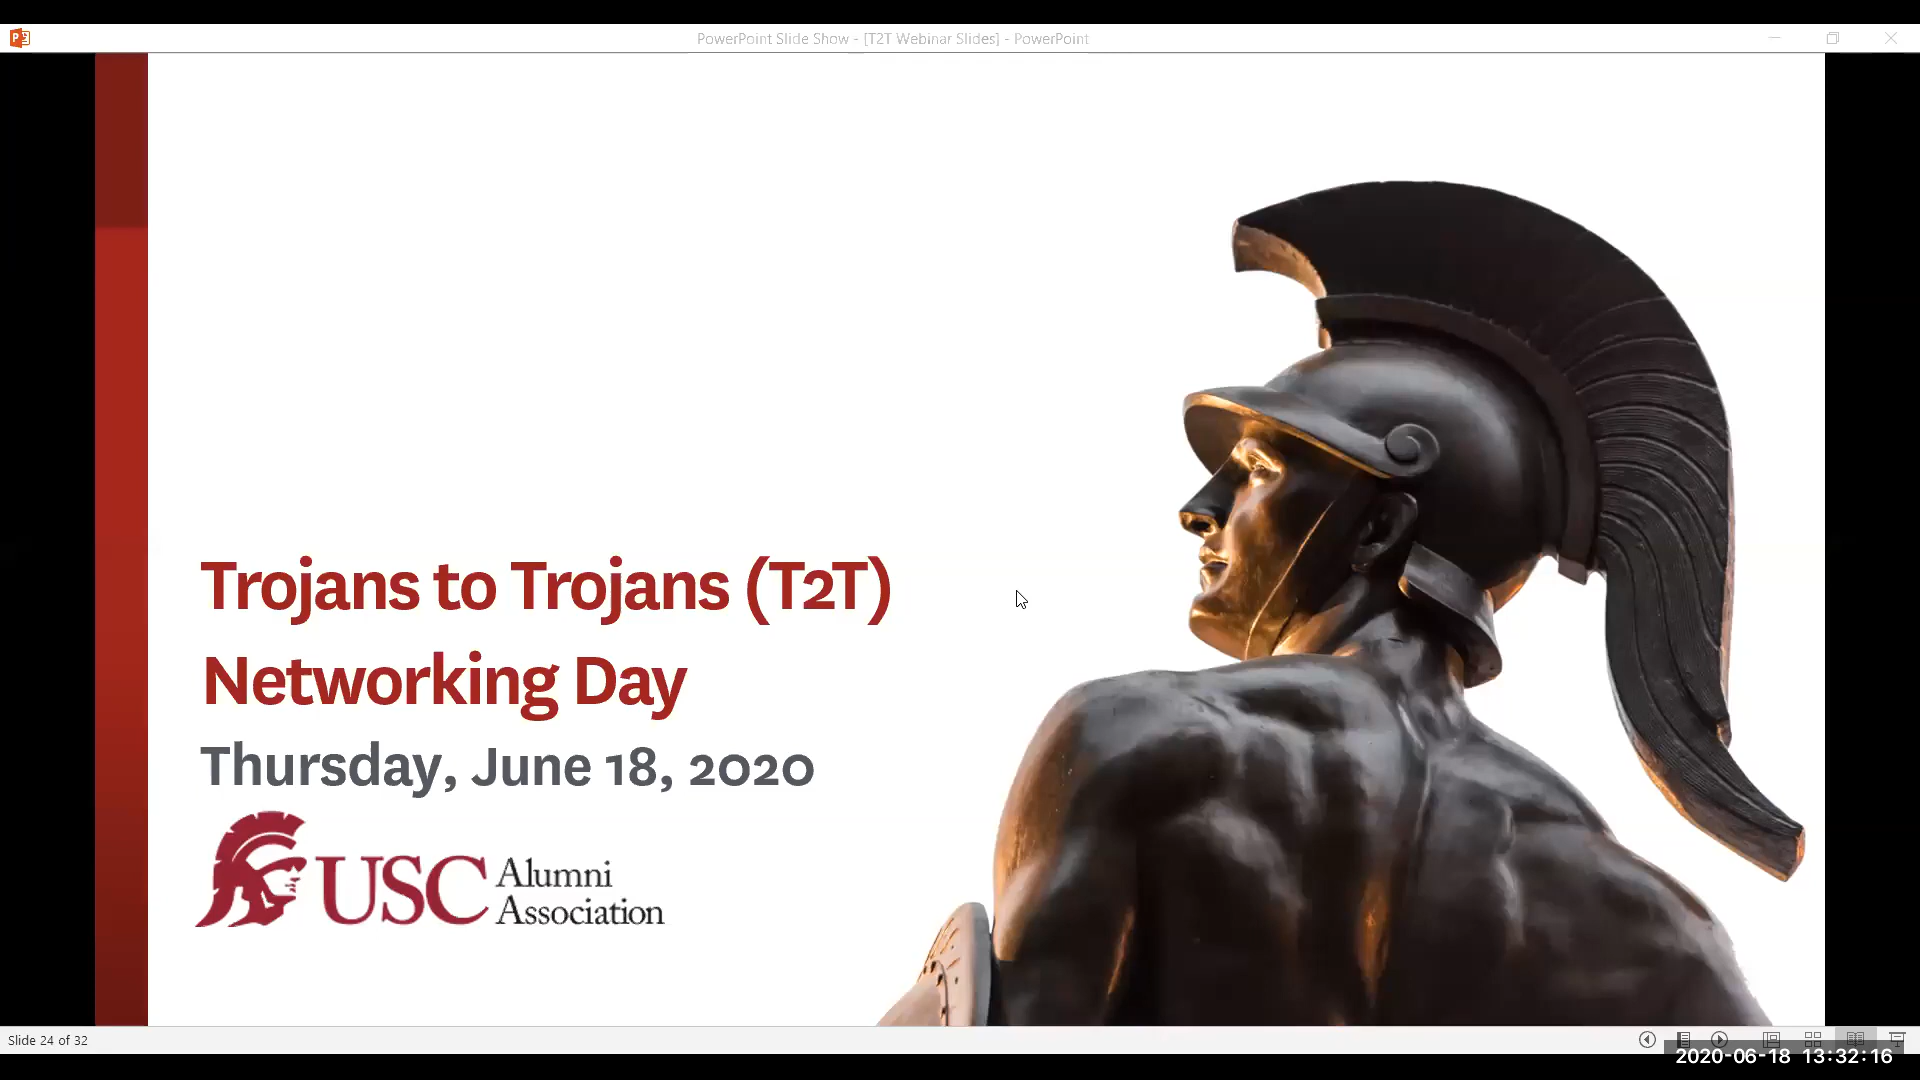 PowerPoint Slide Show - [T2T Webinar Slides] - PowerPoint
Trojans to Trojans (T2T)
Networking Day
Thursday, June 18, 2020
USC Alumni
Association
Slide 24 of 32
2020-06-18 13:32:16